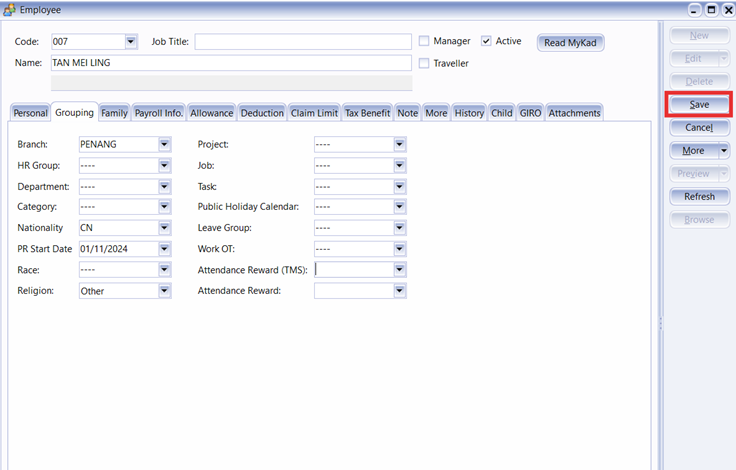 Employee
Code: 007 Job Title: Manager Active Read MyKad
Name: TAN MEI LING Traveller
Personal Grouping Family Payroll Info. Allowance Deduction Claim Limit Tax Benefit Note More History Child GIRO Attachments
Branch: PENANG Project: ----
HR Group: ---- Job: ----
Department: ---- Task: ----
Category: ---- Public Holiday Calendar: ----
Nationality CN Leave Group: ----
PR Start Date 01/11/2024 Work OT: ----
Race: ---- Attendance Reward (TMS):
Religion: Other Attendance Reward:
New
Edit
Delete
Save
Cancel
More
Preview
Refresh
Browse